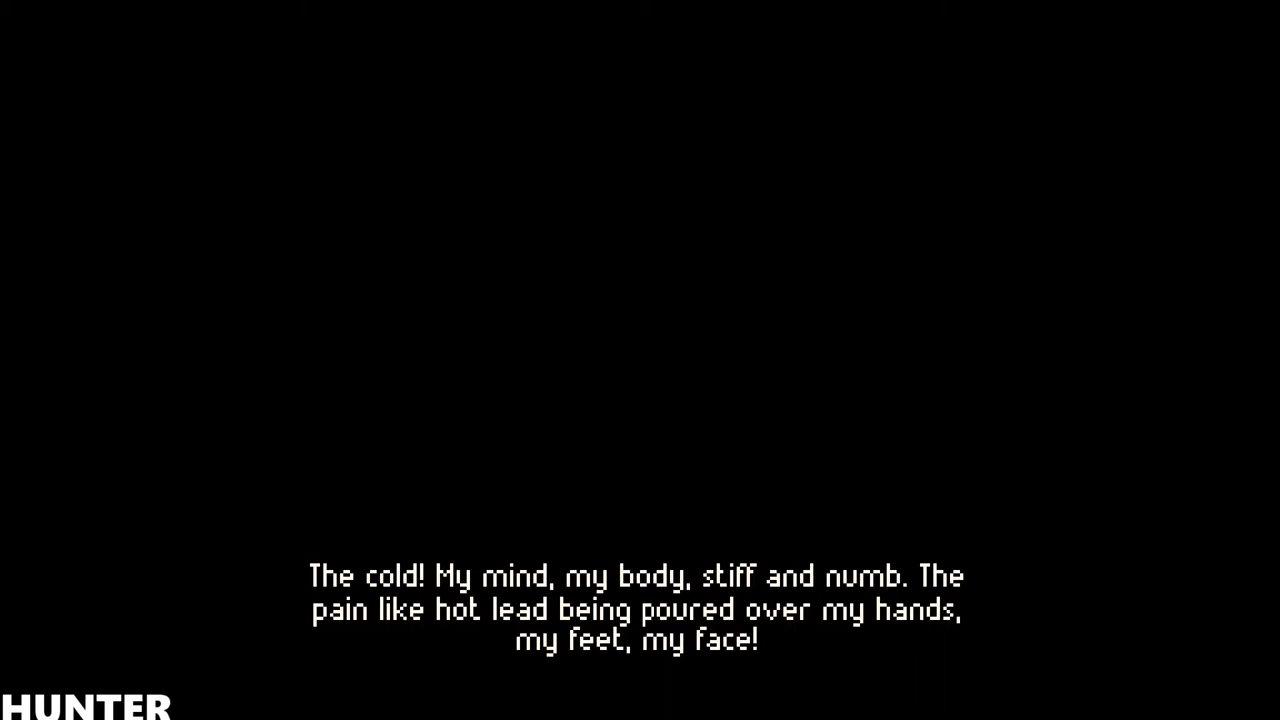 The cold! My mind, my body, stiff and numb. The
pain like hot lead being poured over my hands,
my feet, my face!
HUNTER